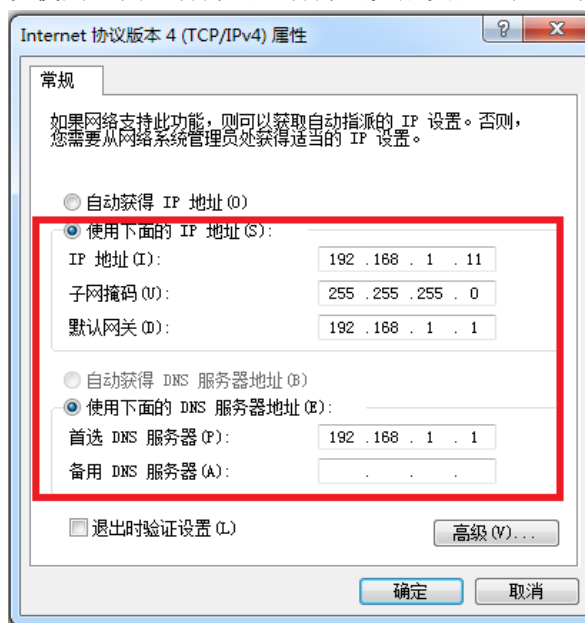 Internet 协议版本 4 (TCP/IPv4) 属性
常规
如果网络支持此功能，则可以获取自动指派的 IP 设置。否则，
您需要从网络系统管理员处获得适当的 IP 设置。
自动获得 IP 地址(O)
使用下面的 IP 地址(S):
IP 地址(I): 192 . 168 . 1 . 11
子网掩码(U): 255 . 255 . 255 . 0
默认网关(D): 192 . 168 . 1 . 1
自动获得 DNS 服务器地址(B)
使用下面的 DNS 服务器地址(E):
首选 DNS 服务器(P): 192 . 168 . 1 . 1
备用 DNS 服务器(A): . . .
退出时验证设置(L)
高级(V)...
确定 取消